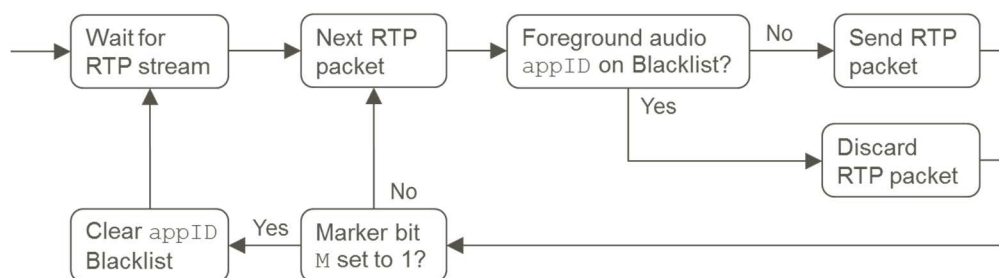 Wait for
RTP stream
Next RTP
packet
Foreground audio
appID on Blacklist?
No
Send RTP
packet
Yes
Discard
RTP packet
No
Clear appID
Blacklist
Yes
Marker bit
M set to 1?